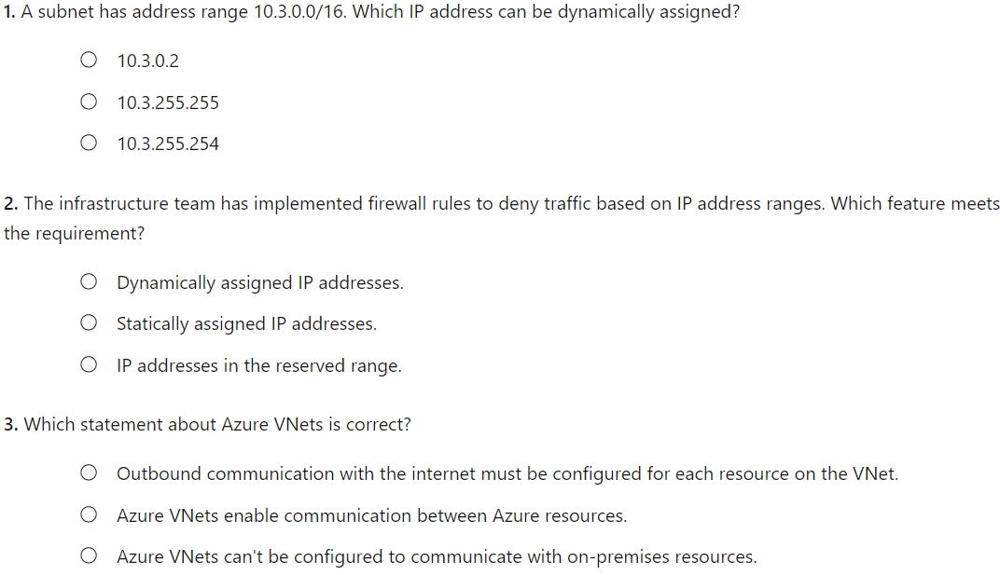 1. A subnet has address range 10.3.0.0/16. Which IP address can be dynamically assigned?
10.3.0.2
10.3.255.255
10.3.255.254
2. The infrastructure team has implemented firewall rules to deny traffic based on IP address ranges. Which feature meets
the requirement?
Dynamically assigned IP addresses.
Statically assigned IP addresses.
IP addresses in the reserved range.
3. Which statement about Azure VNets is correct?
Outbound communication with the internet must be configured for each resource on the VNet.
Azure VNets enable communication between Azure resources.
Azure VNets can't be configured to communicate with on-premises resources.